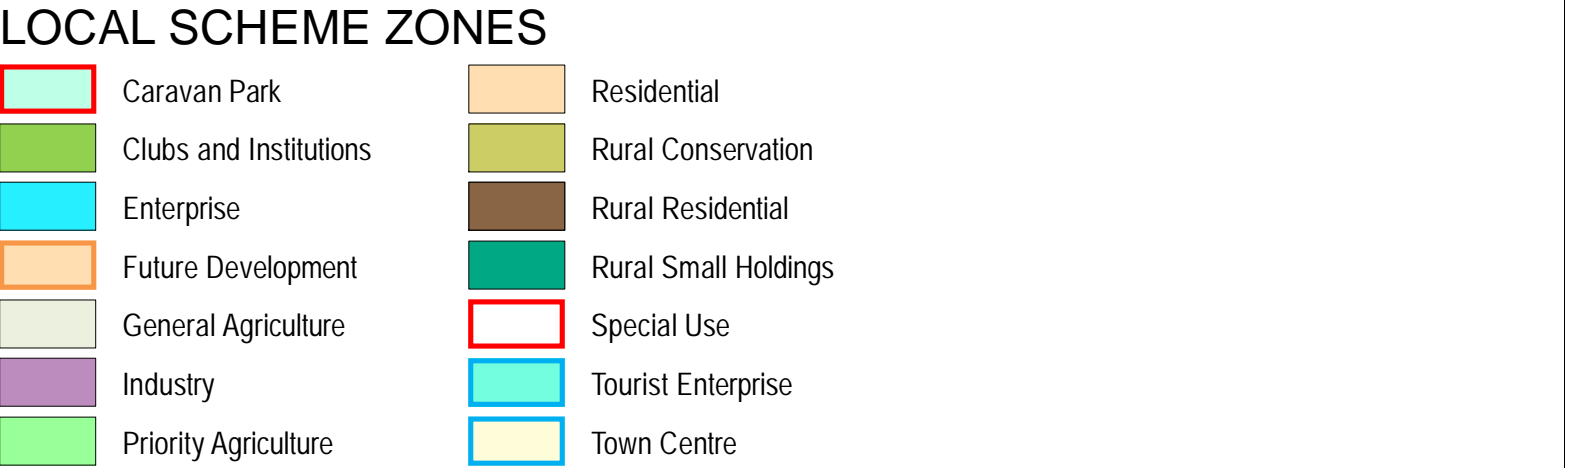 LOCAL SCHEME ZONES
Caravan Park
Clubs and Institutions
Enterprise
Future Development
General Agriculture
Industry
Priority Agriculture
Residential
Rural Conservation
Rural Residential
Rural Small Holdings
Special Use
Tourist Enterprise
Town Centre